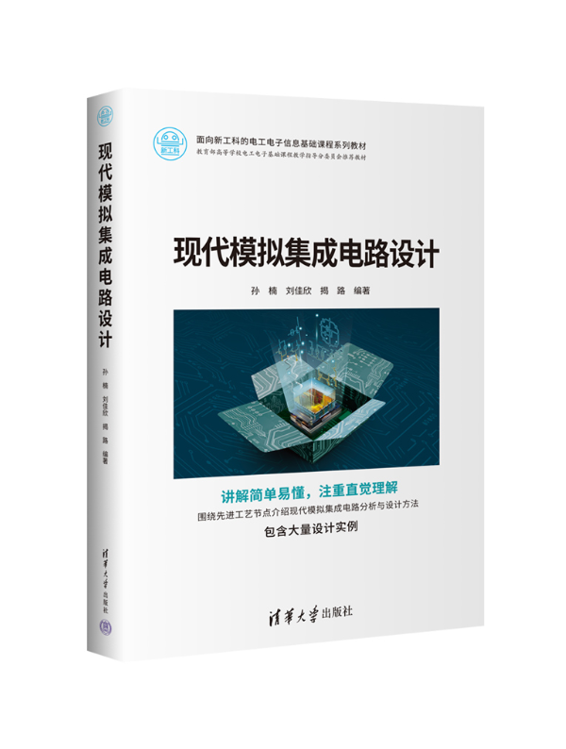 新工科
面向新工科的电工电子信息基础课程系列教材
教育部高等学校电工电子基础课程教学指导分委员会推荐教材
现代模拟集成电路设计
孙 楠 刘佳欣 揭 路 编著
讲解简单易懂，注重直觉理解
围绕先进工艺节点介绍现代模拟集成电路分析与设计方法
包含大量设计实例
清华大学出版社
现代模拟集成电路设计
孙 楠 刘佳欣 揭 路 编著
清华大学出版社